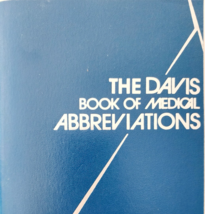 THE DAVIS
BOOK OF MEDICAL
ABBREVIATIONS